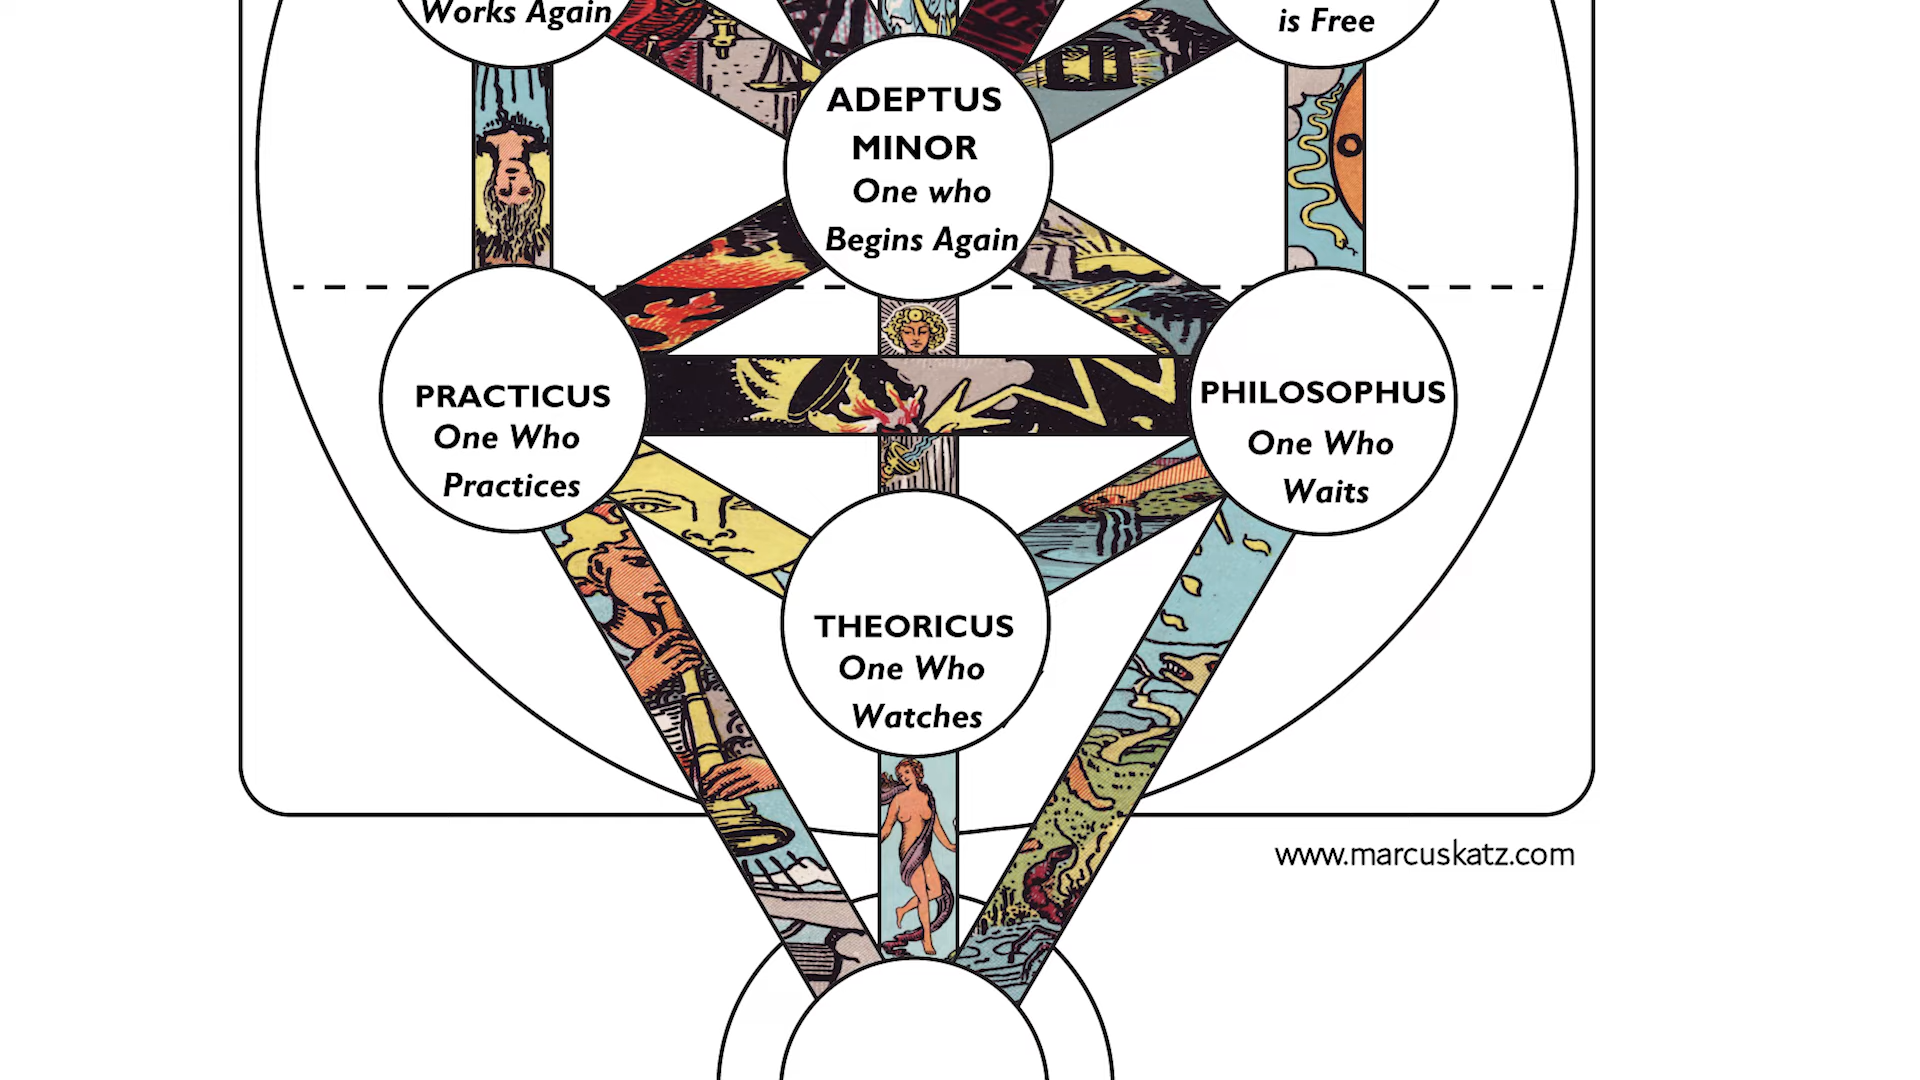 Works Again
is Free
ADEPTUS
MINOR
One who
Begins Again
PRACTICUS
One Who
Practices
PHILOSOPHUS
One Who
Waits
THEORICUS
One Who
Watches
www.marcuskatz.com